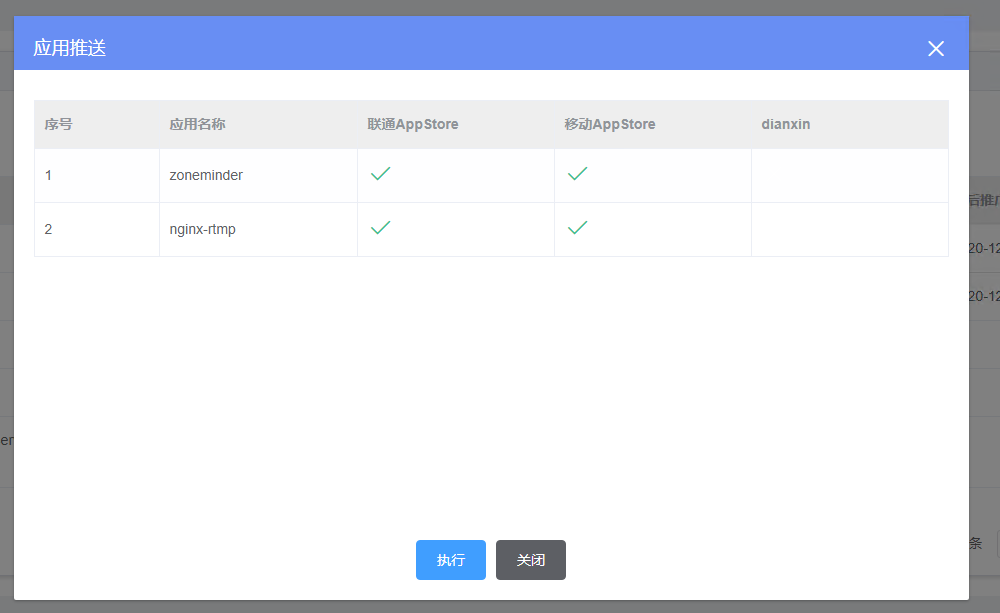 应用推送
序号 应用名称 联通AppStore 移动AppStore dianxin
1 zoneminder
2 nginx-rtmp
后推
20-12
20-12
er
条
执行 关闭